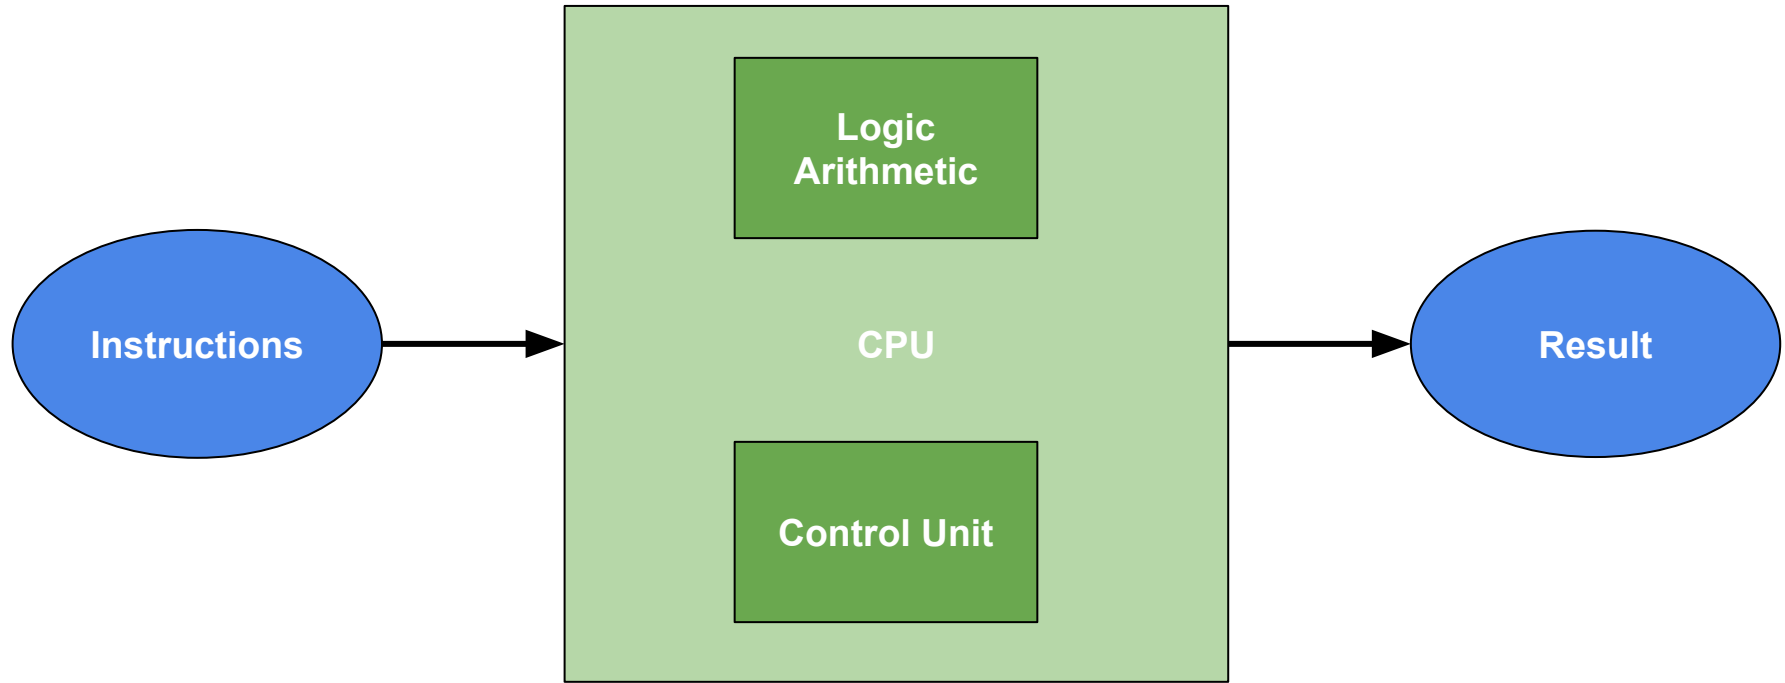 Instructions
Logic
Arithmetic
CPU
Control Unit
Result